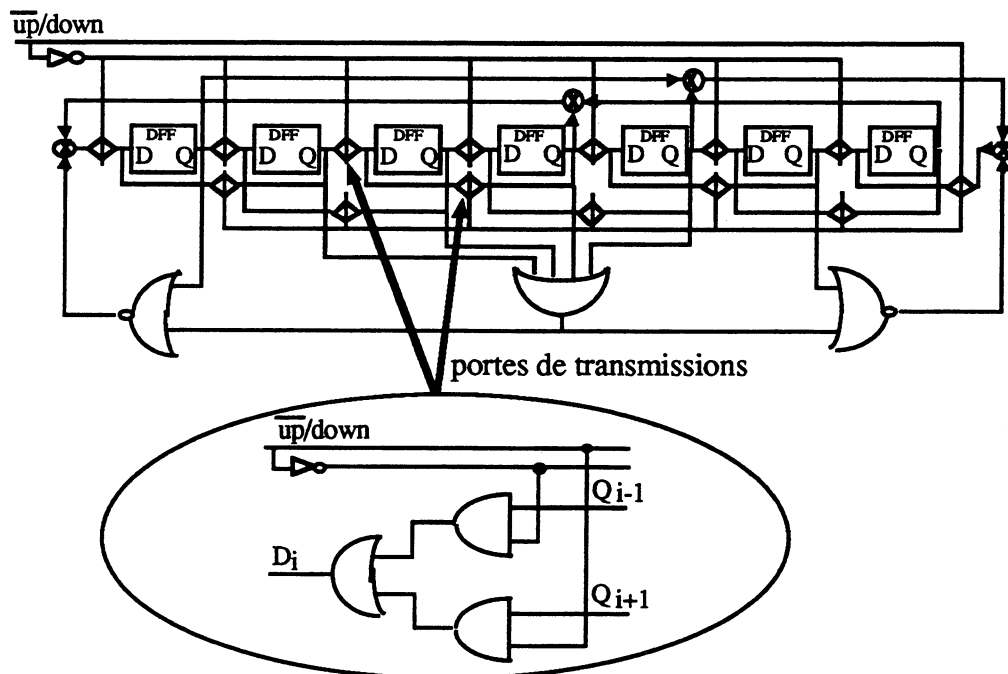 up/down
DFF DFF DFF DFF DFF DFF DFF
D Q D Q D Q D Q D Q D Q D Q
portes de transmissions
up/down
Qi-1
Di
Qi+1